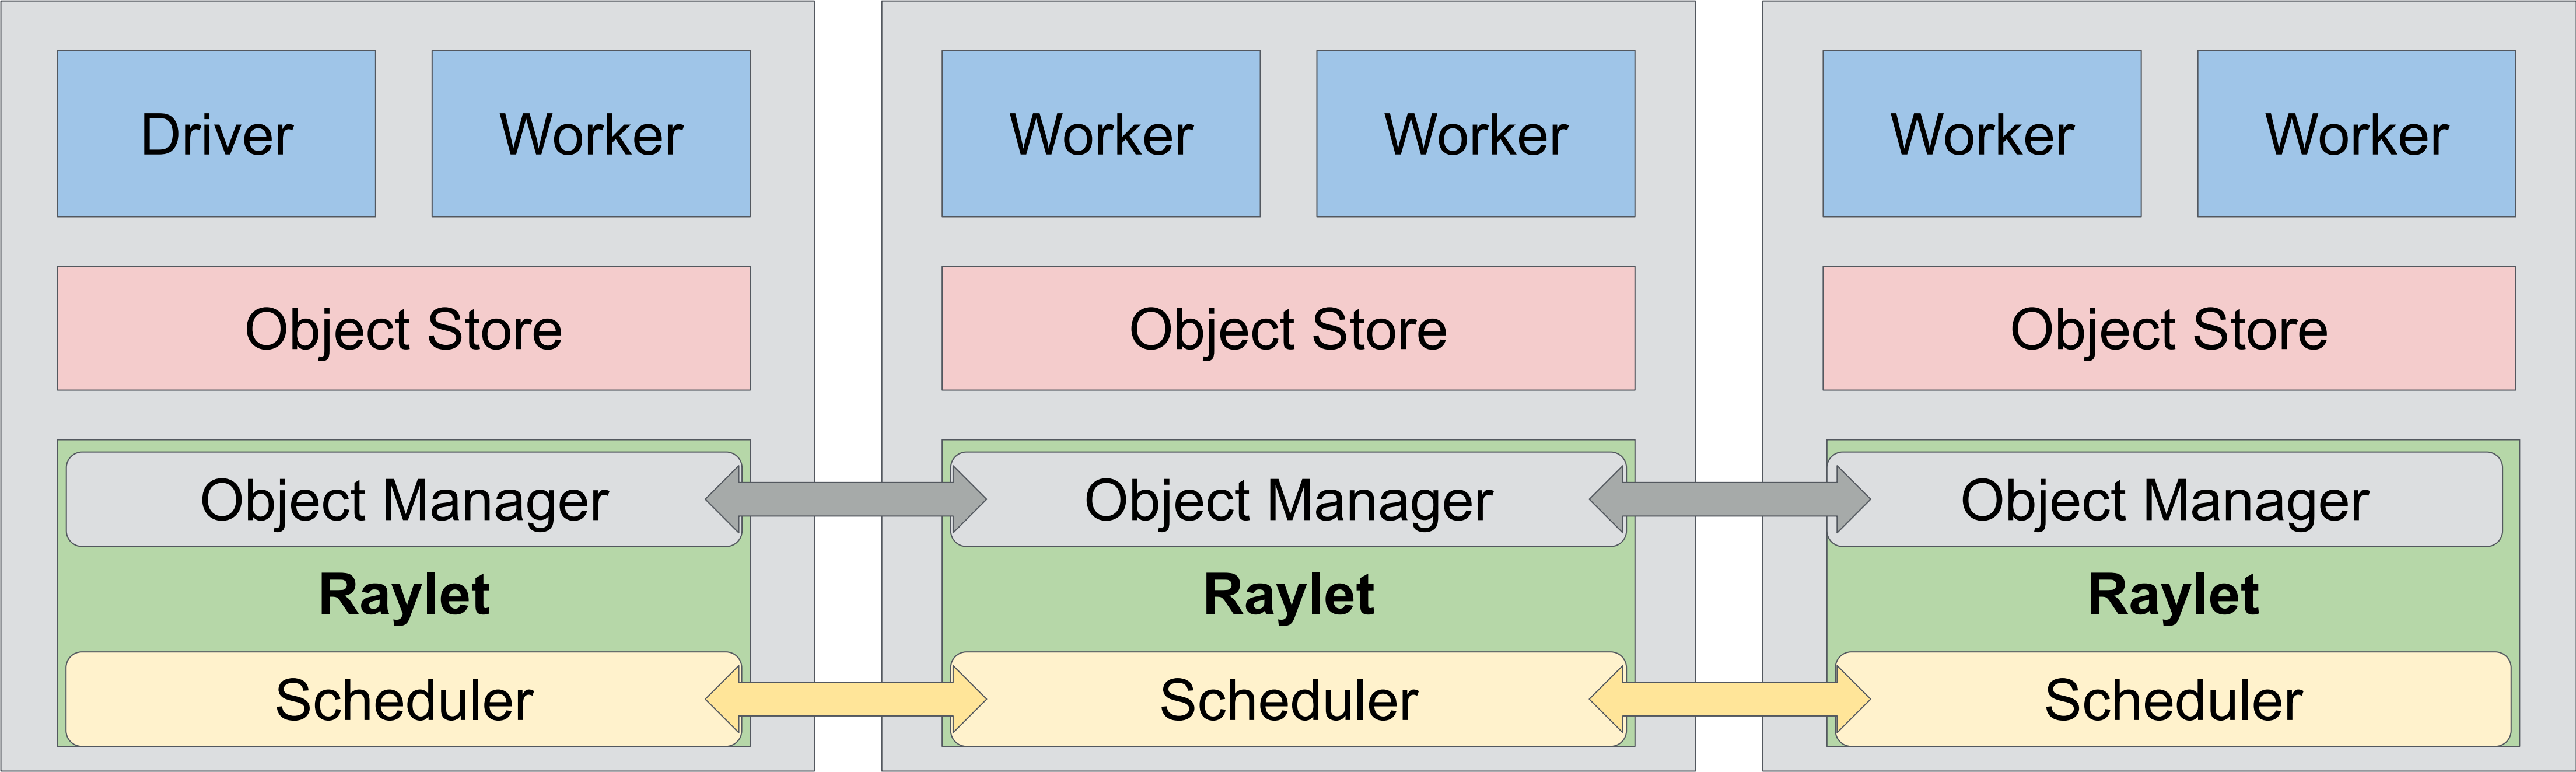 Driver
Worker
Worker
Worker
Worker
Worker
Object Store
Object Store
Object Store
Object Manager
Object Manager
Object Manager
Raylet
Raylet
Raylet
Scheduler
Scheduler
Scheduler